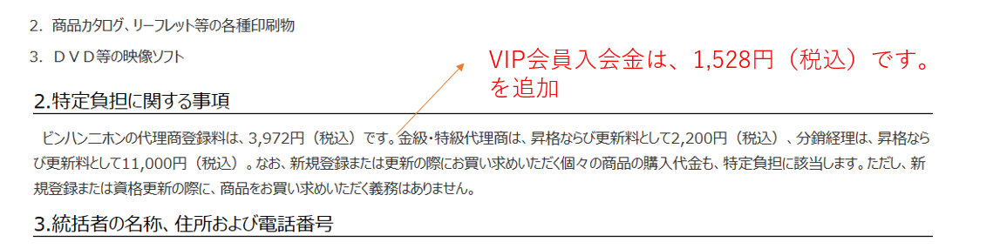 2. 商品カタログ、リーフレット等の各種印刷物
3. ＤＶＤ等の映像ソフト
VIP会員入会金は、1,528円（税込）です。
を追加
2.特定負担に関する事項
ビンハンニホンの代理商登録料は、3,972円（税込）です。金級・特級代理商は、昇格ならび更新料として2,200円（税込）、分銷経理は、昇格なら
び更新料として11,000円（税込）。なお、新規登録または更新の際にお買い求めいただく個々の商品の購入代金も、特定負担に該当します。ただし、新
規登録または資格更新の際に、商品をお買い求めいただく義務はありません。
3.統括者の名称、住所および電話番号